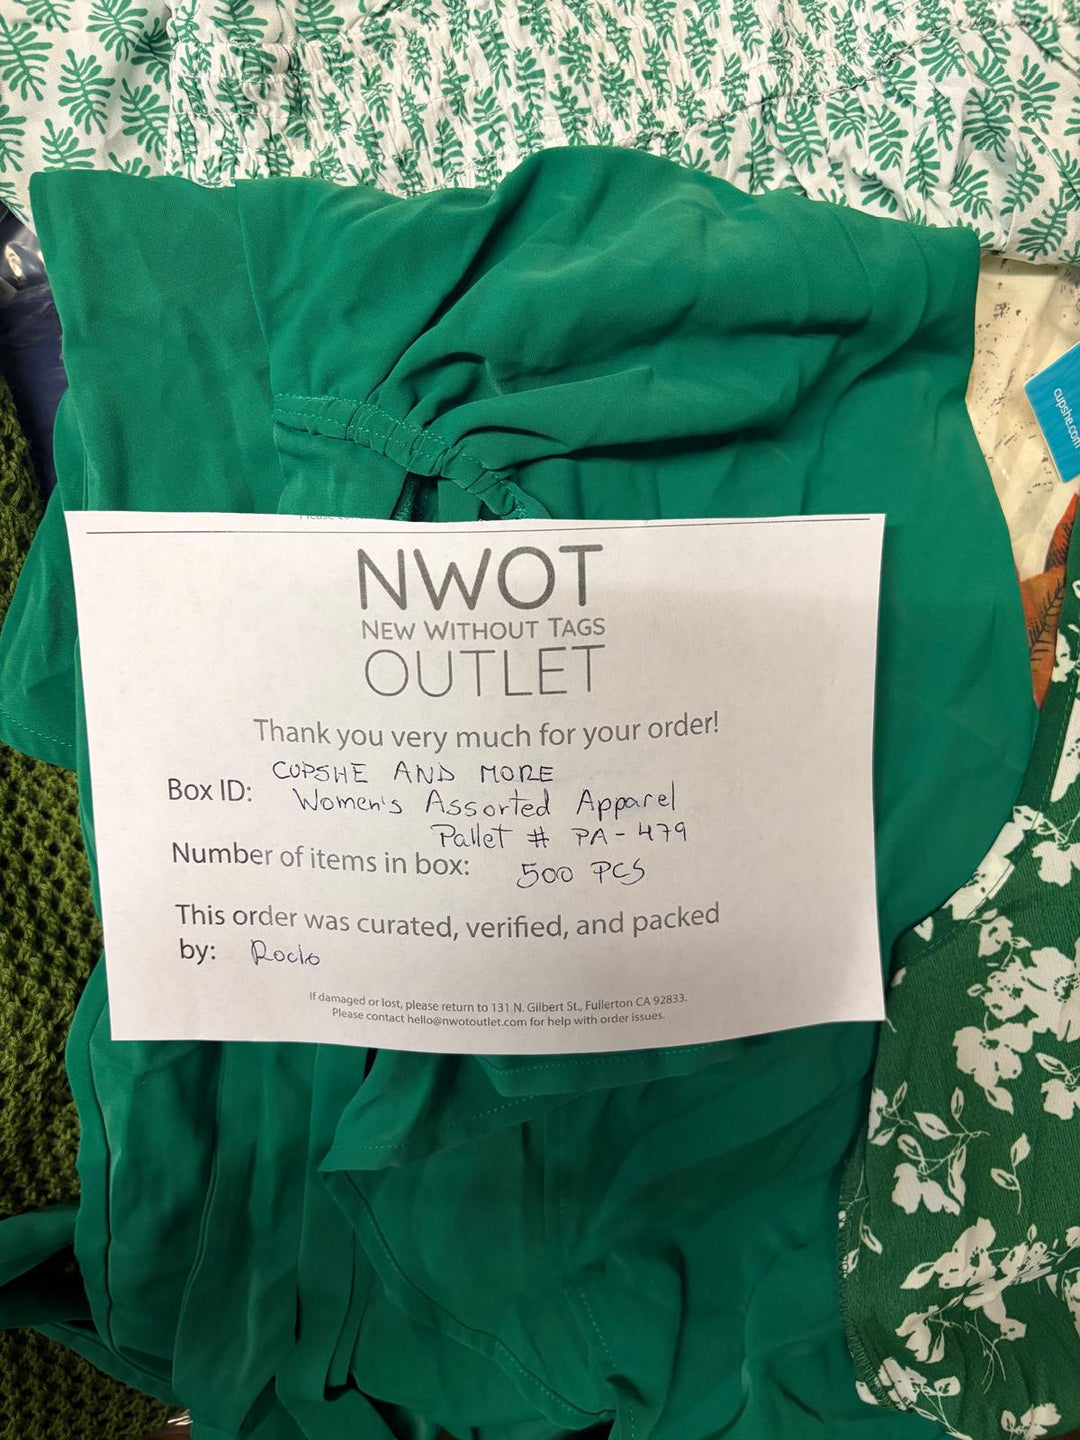 cupshe.com
NWOT
NEW WITHOUT TAGS
OUTLET
Thank you very much for your order!
Box ID: CUPSHE AND MORE
Women's Assorted Apparel
Pallet # PA-479
Number of items in box: 500 PCS
This order was curated, verified, and packed
by: Rocio
If damaged or lost, please return to 131 N. Gilbert St., Fullerton CA 92833.
Please contact hello@nwotoutlet.com for help with order issues.